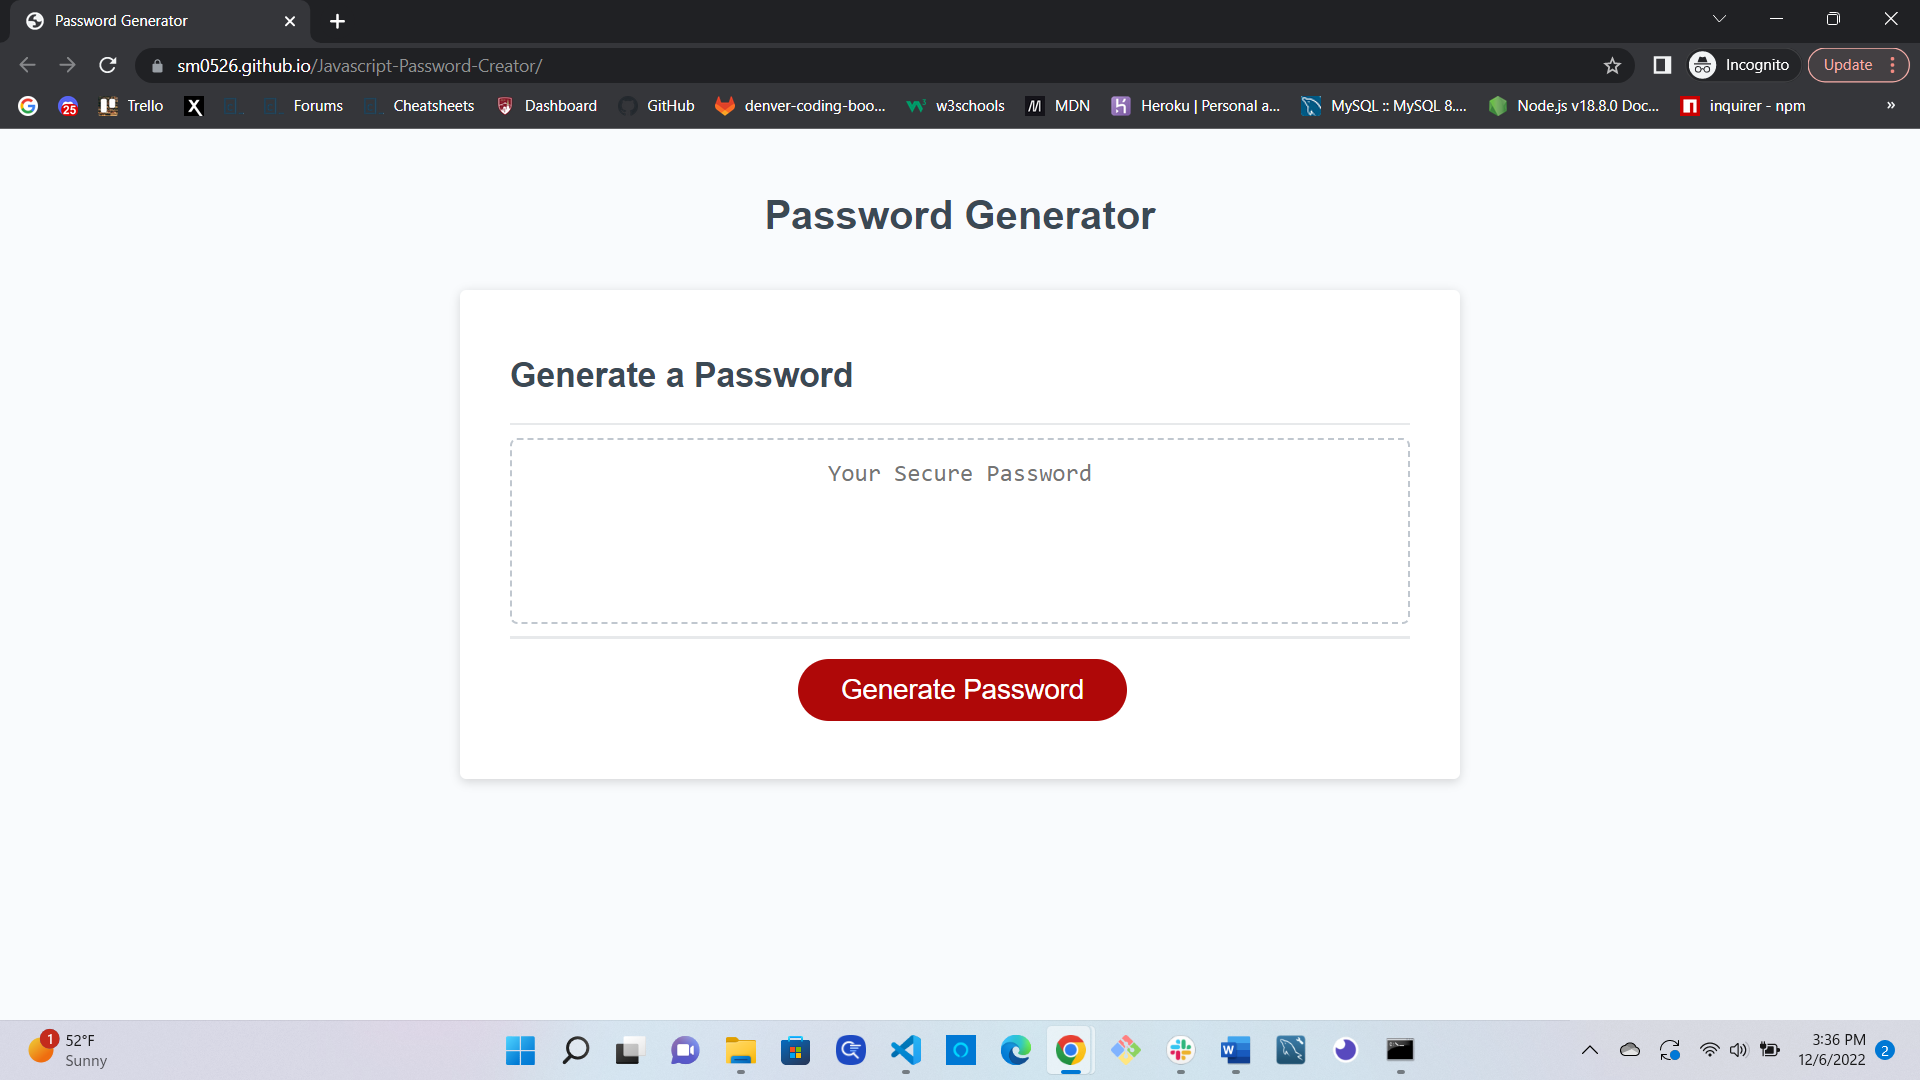 Password Generator
sm0526.github.io/Javascript-Password-Creator/
Incognito
Update
25
Trello
X
Forums
Cheatsheets
Dashboard
GitHub
denver-coding-boo...
w3schools
MDN
Heroku | Personal a...
MySQL :: MySQL 8....
Node.js v18.8.0 Doc...
inquirer - npm
»
Password Generator
Generate a Password
Your Secure Password
Generate Password
1
52°F
Sunny
3:36 PM
12/6/2022
2